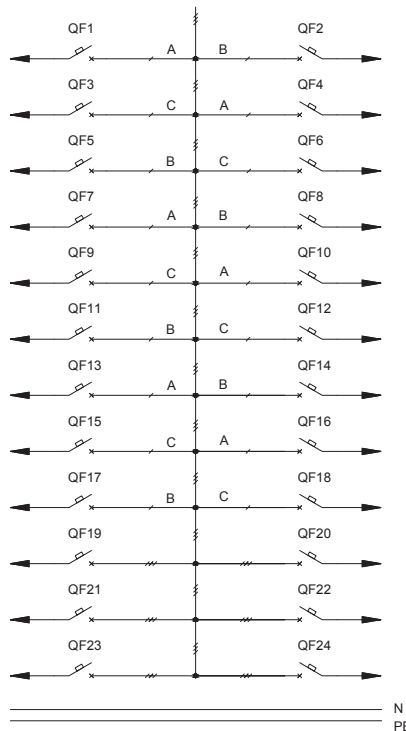 QF1 QF2
A B
QF3 QF4
C A
QF5 QF6
B C
QF7 QF8
A B
QF9 QF10
C A
QF11 QF12
B C
QF13 QF14
A B
QF15 QF16
C A
QF17 QF18
B C
QF19 QF20
QF21 QF22
QF23 QF24
N
PE